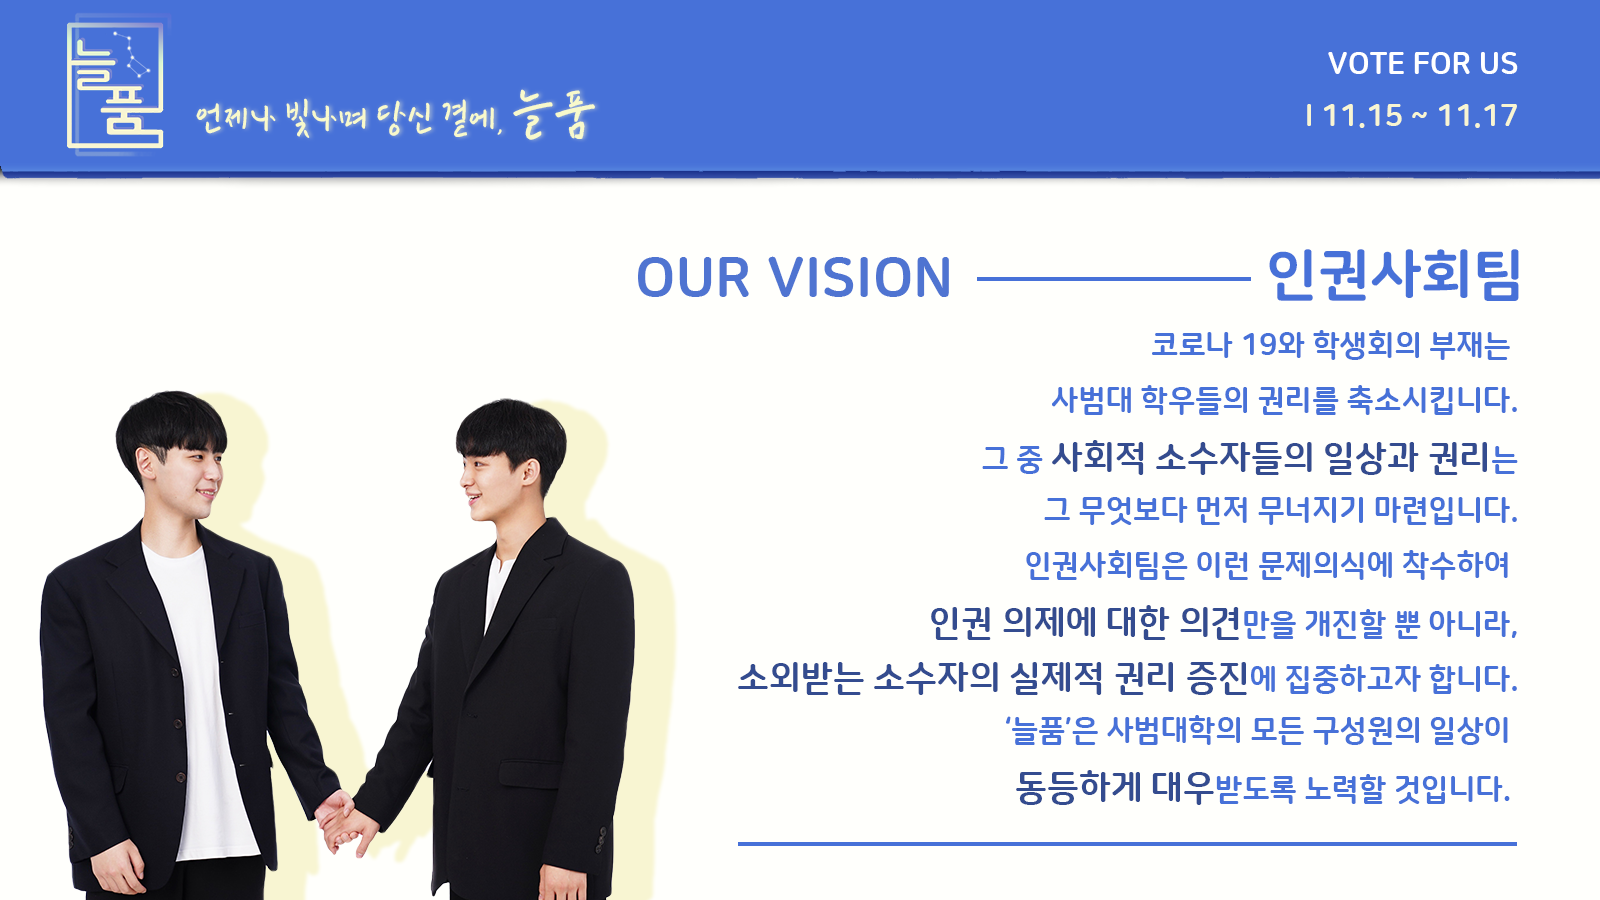 늘품
언제나 빛나며 당신 곁에, 늘품
VOTE FOR US
I 11.15 ~ 11.17
OUR VISION
인권사회팀
코로나 19와 학생회의 부재는
사범대 학우들의 권리를 축소시킵니다.
그 중 사회적 소수자들의 일상과 권리는
그 무엇보다 먼저 무너지기 마련입니다.
인권사회팀은 이런 문제의식에 착수하여
인권 의제에 대한 의견만을 개진할 뿐 아니라,
소외받는 소수자의 실제적 권리 증진에 집중하고자 합니다.
‘늘품’은 사범대학의 모든 구성원의 일상이
동등하게 대우받도록 노력할 것입니다.